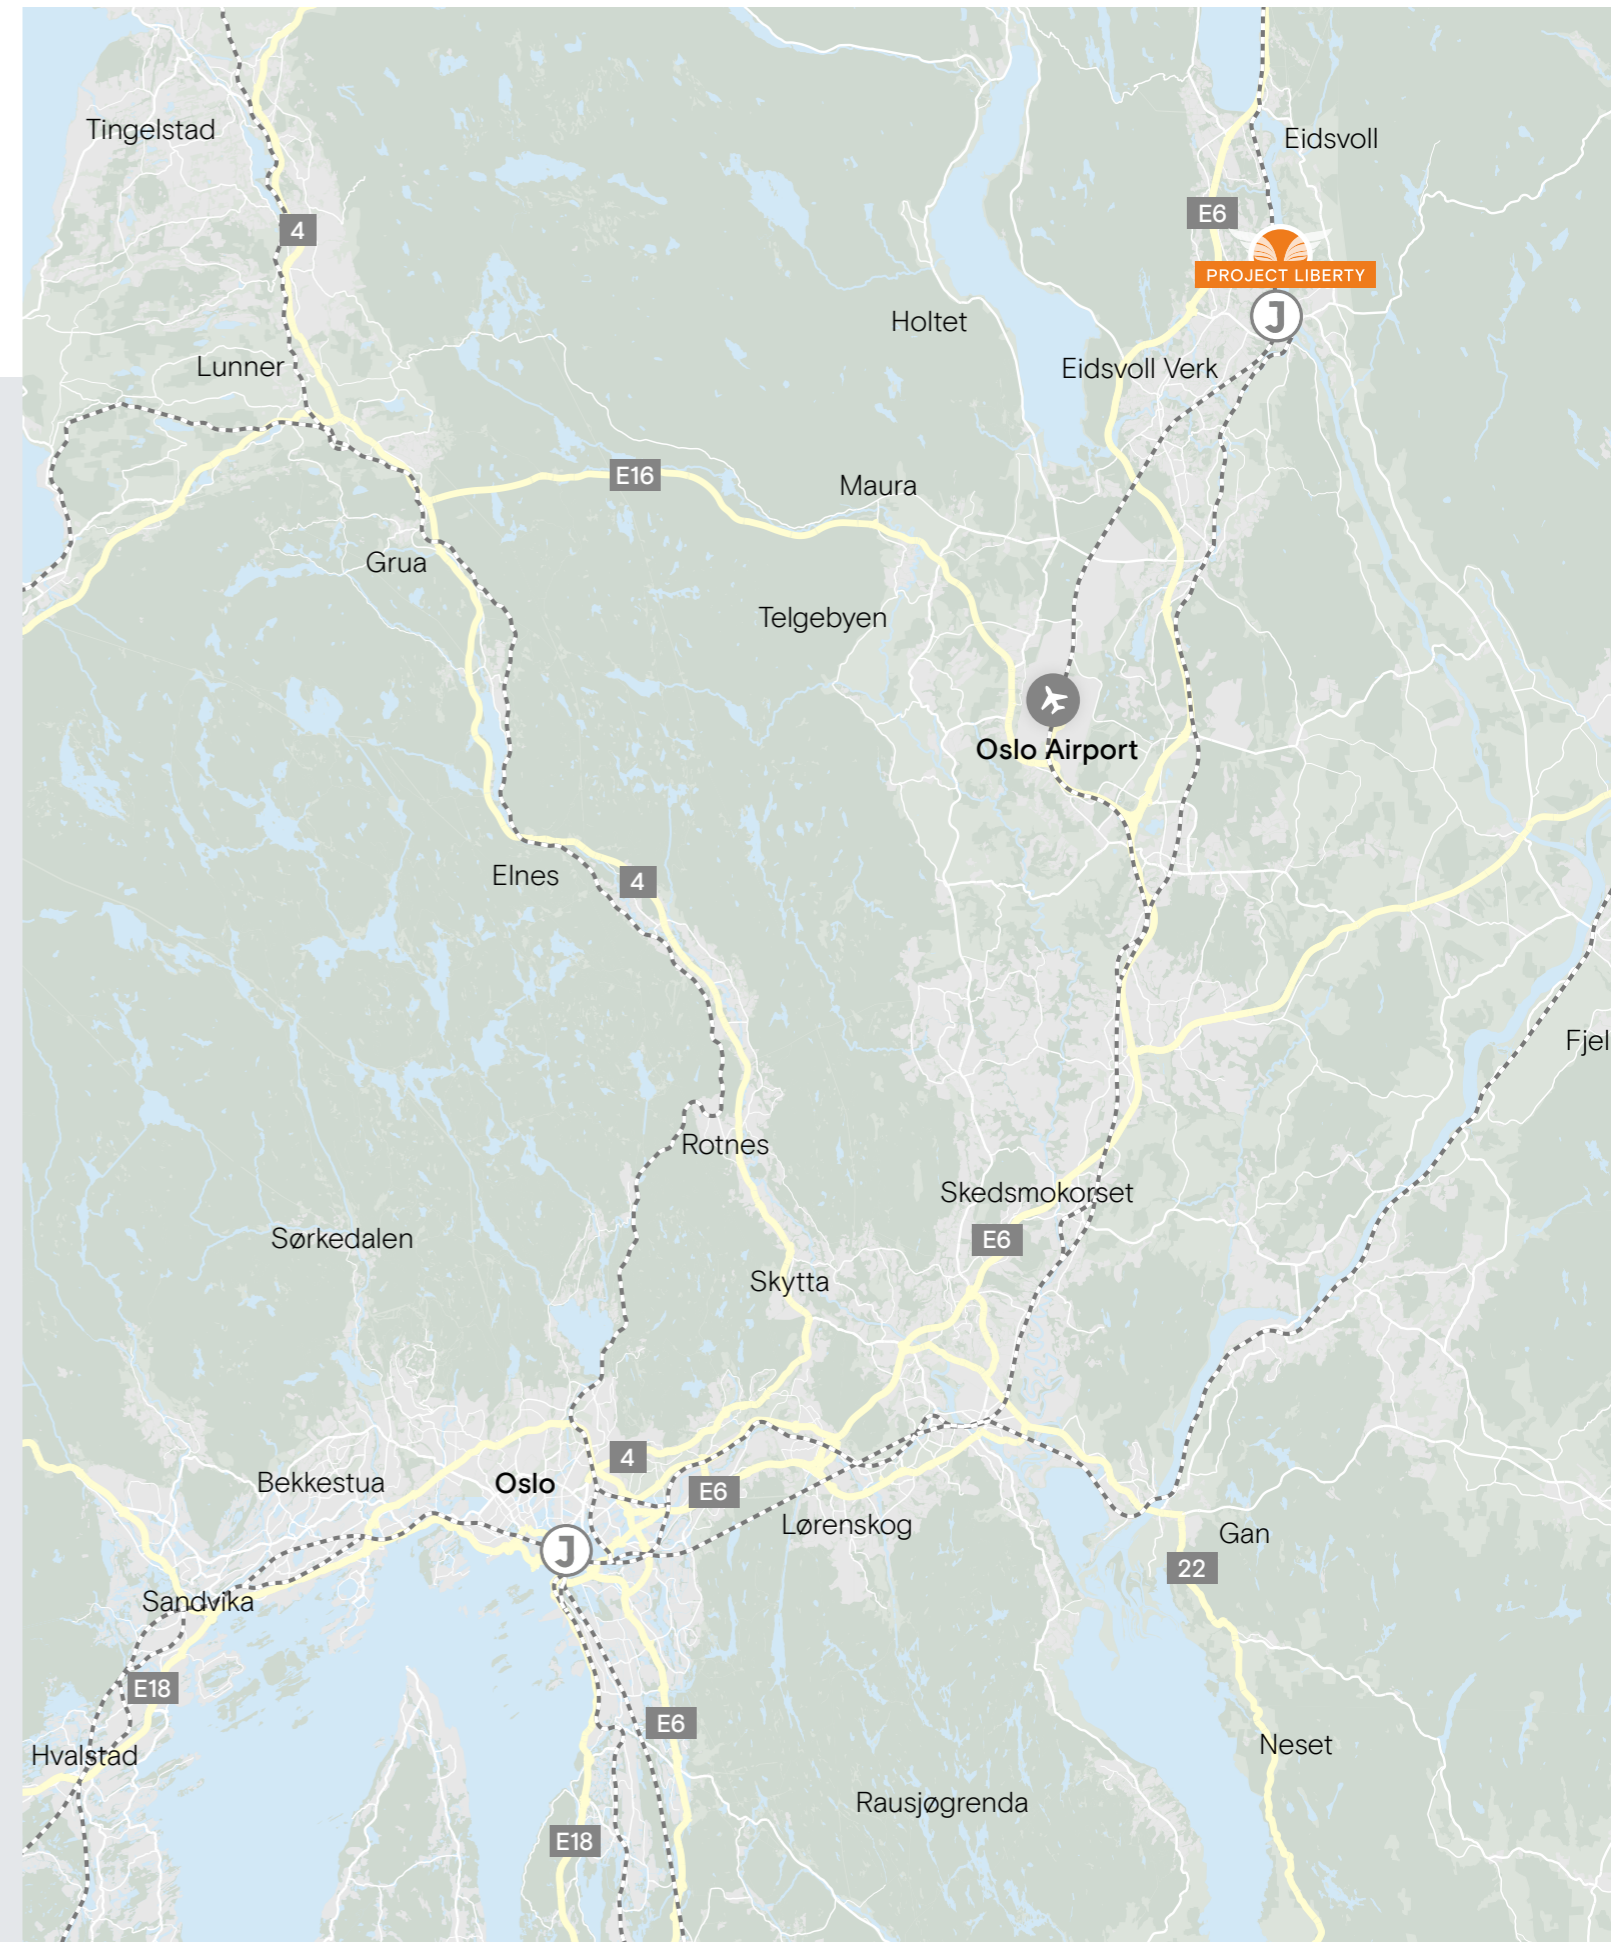 Tingelstad
Eidsvoll
E6
4
PROJECT LIBERTY
J
Holtet
Lunner
Eidsvoll Verk
E16
Maura
Grua
Telgebyen
Oslo Airport
Elnes
4
Fjel
Rotnes
Skedsmokorset
Sørkedalen
E6
Skytta
4
Bekkestua
Oslo
E6
Lørenskog
Gan
J
22
Sandvika
E18
E6
Neset
Hvalstad
Rausjøgrenda
E18